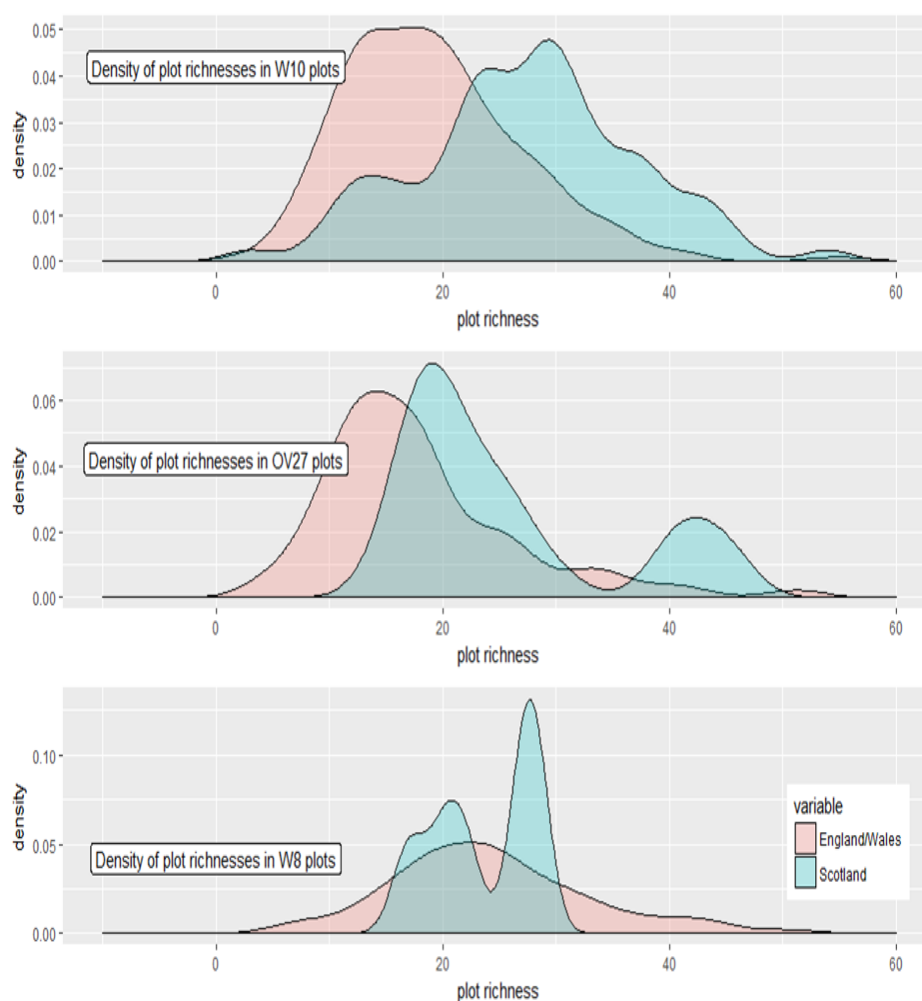 0.05
0.04
0.03
0.02
0.01
0.00
density
Density of plot richnesses in W10 plots
0 20 40 60
plot richness
0.06
0.04
0.02
0.00
density
Density of plot richnesses in OV27 plots
0 20 40 60
plot richness
0.10
0.05
0.00
density
Density of plot richnesses in W8 plots
variable
England/Wales
Scotland
0 20 40 60
plot richness